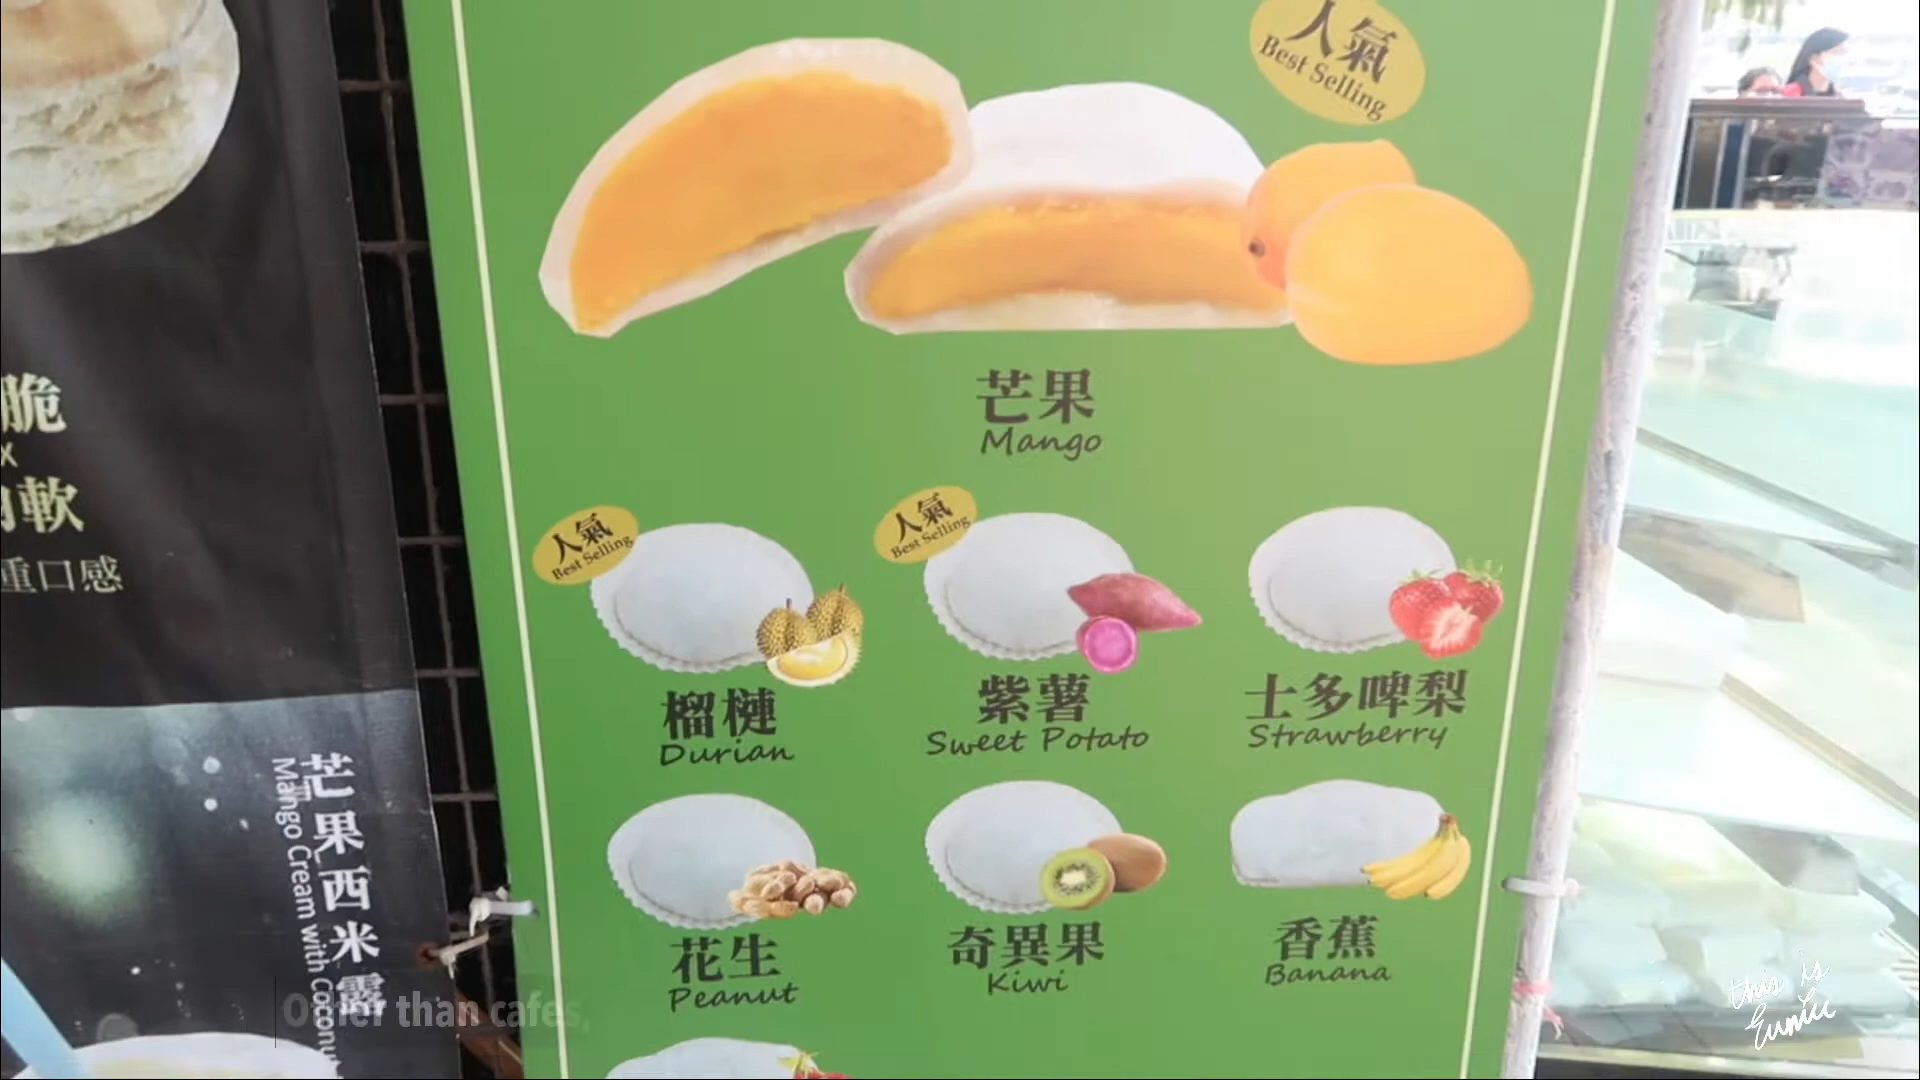 人氣
Best Selling
芒果
Mango
人氣
Best Selling
人氣
Best Selling
榴槤
Durian
紫薯
Sweet Potato
士多啤梨
Strawberry
花生
Peanut
奇異果
Kiwi
香蕉
Banana
脆
x
軟
重口感
芒果西米露
Mango Cream with Coconut
Other than cafes,
this is
Eunice